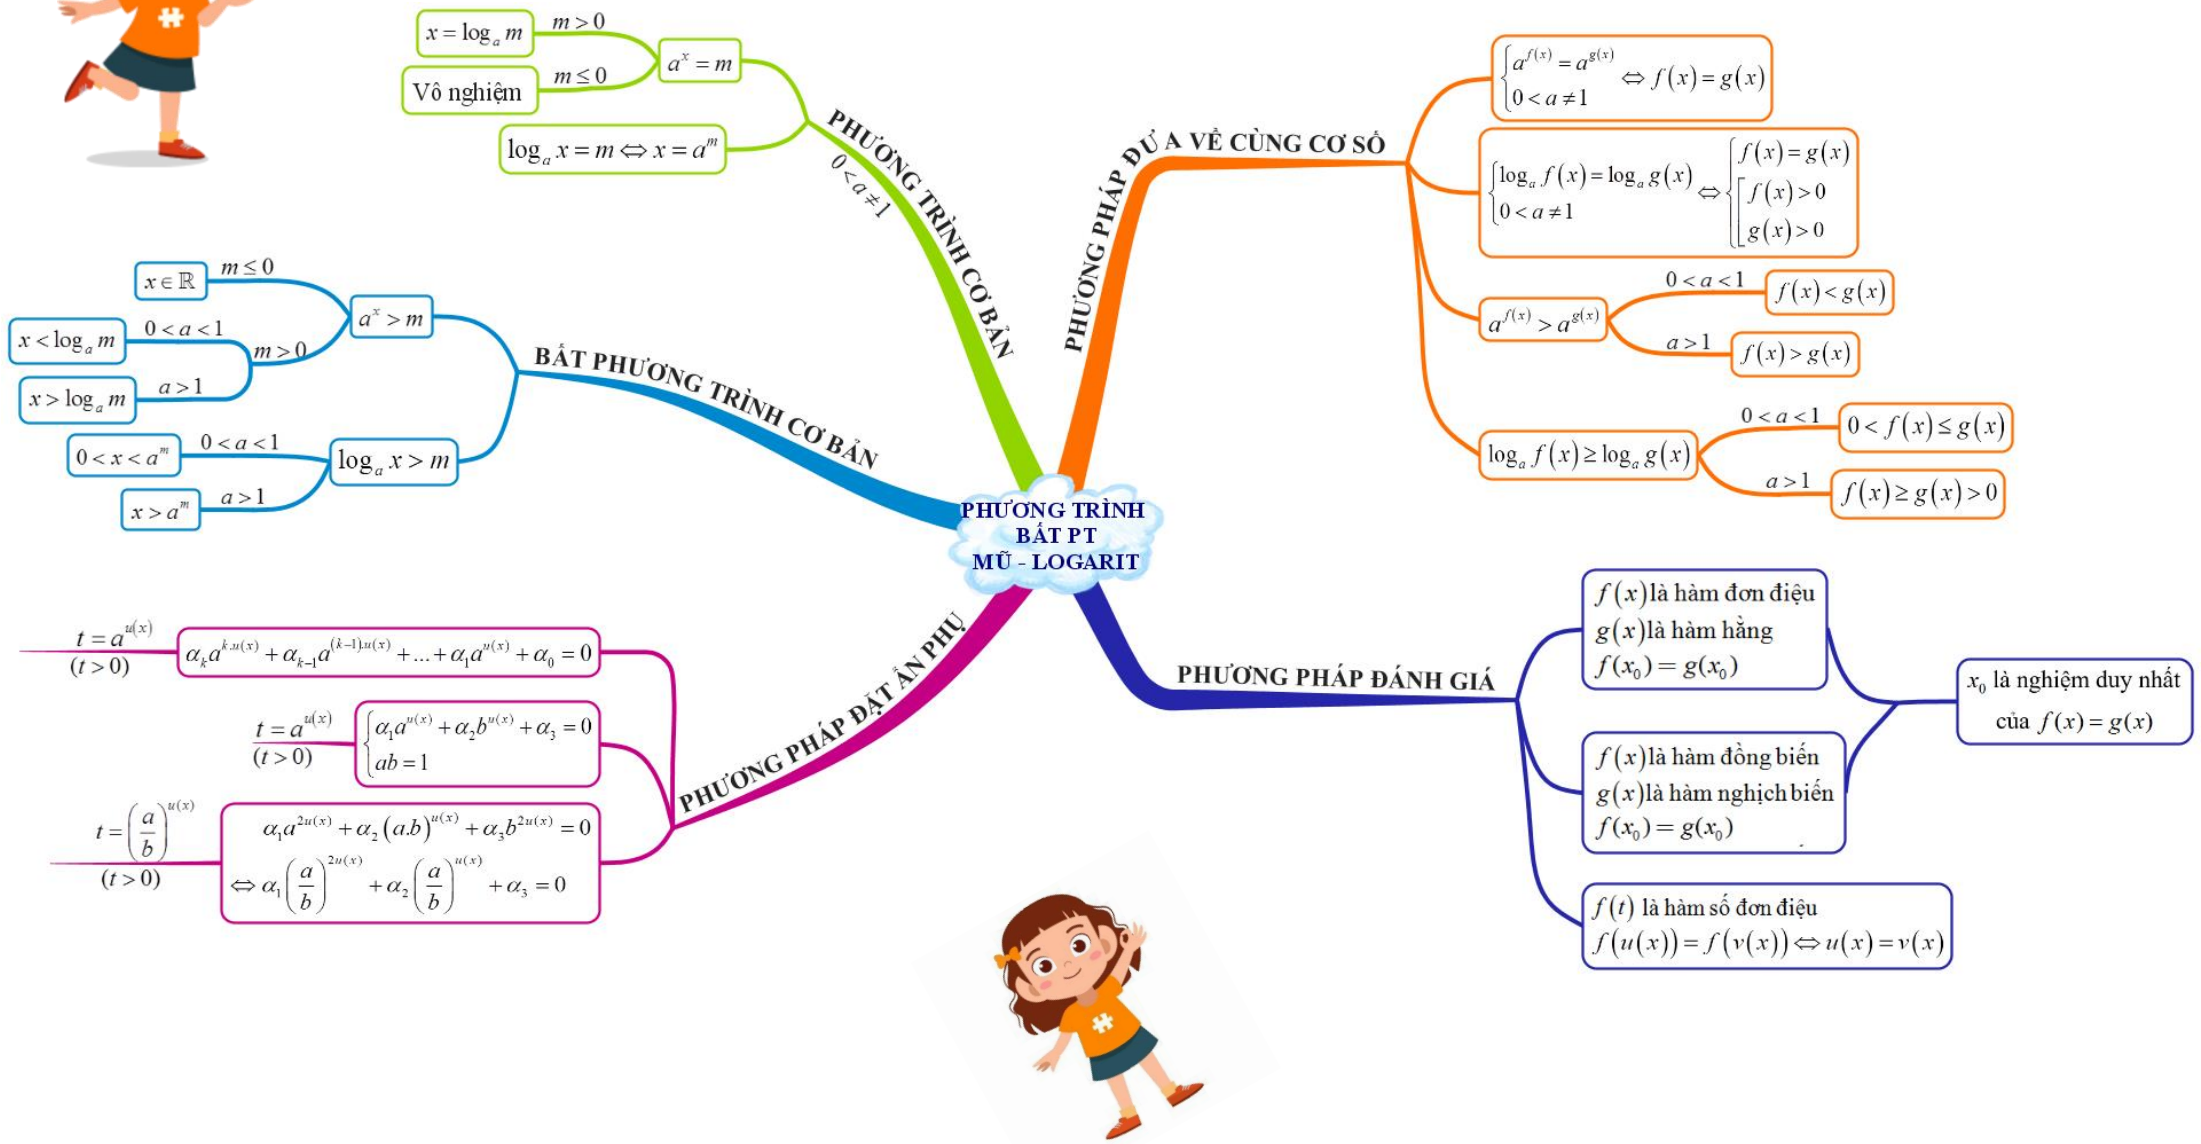 PHƯƠNG TRÌNH
BẤT PT
MŨ - LOGARIT
PHƯƠNG TRÌNH CƠ BẢN
0 < a ≠ 1
a^x = m
m > 0
x = log_a m
m ≤ 0
Vô nghiệm
log_a x = m ⇔ x = a^m
BẤT PHƯƠNG TRÌNH CƠ BẢN
a^x > m
m ≤ 0
x ∈ ℝ
m > 0
0 < a < 1
x < log_a m
a > 1
x > log_a m
log_a x > m
0 < a < 1
0 < x < a^m
a > 1
x > a^m
PHƯƠNG PHÁP ĐẶT ẨN PHỤ
α_k a^{k.u(x)} + α_{k-1} a^{(k-1).u(x)} + ... + α_1 a^{u(x)} + α_0 = 0
t = a^{u(x)}
(t > 0)
{ α_1 a^{u(x)} + α_2 b^{u(x)} + α_3 = 0
ab = 1
t = a^{u(x)}
(t > 0)
α_1 a^{2u(x)} + α_2 (a.b)^{u(x)} + α_3 b^{2u(x)} = 0
⇔ α_1 (a/b)^{2u(x)} + α_2 (a/b)^{u(x)} + α_3 = 0
t = (a/b)^{u(x)}
(t > 0)
PHƯƠNG PHÁP ĐƯA VỀ CÙNG CƠ SỐ
{ a^{f(x)} = a^{g(x)}
0 < a ≠ 1
⇔ f(x) = g(x)
{ log_a f(x) = log_a g(x)
0 < a ≠ 1
⇔ { f(x) = g(x)
[ f(x) > 0
g(x) > 0
a^{f(x)} > a^{g(x)}
0 < a < 1
f(x) < g(x)
a > 1
f(x) > g(x)
log_a f(x) ≥ log_a g(x)
0 < a < 1
0 < f(x) ≤ g(x)
a > 1
f(x) ≥ g(x) > 0
PHƯƠNG PHÁP ĐÁNH GIÁ
f(x) là hàm đơn điệu
g(x) là hàm hằng
f(x_0) = g(x_0)
f(x) là hàm đồng biến
g(x) là hàm nghịch biến
f(x_0) = g(x_0)
x_0 là nghiệm duy nhất
của f(x) = g(x)
f(t) là hàm số đơn điệu
f(u(x)) = f(v(x)) ⇔ u(x) = v(x)